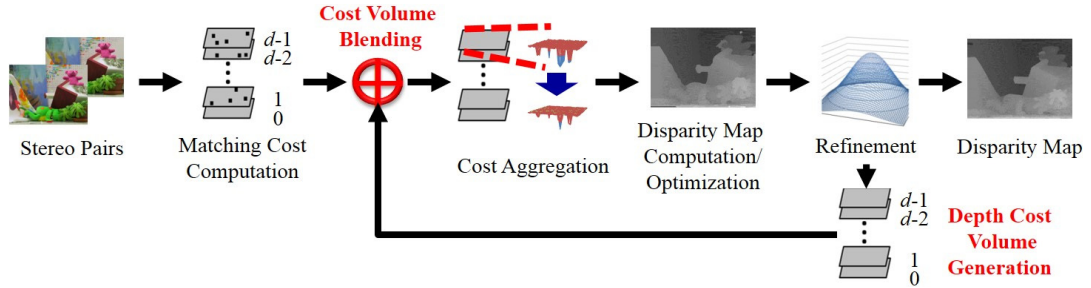 Stereo Pairs
d-1
d-2
1
0
Matching Cost
Computation
Cost Volume
Blending
Cost Aggregation
Disparity Map
Computation/
Optimization
Refinement
Disparity Map
d-1
d-2
1
0
Depth Cost
Volume
Generation